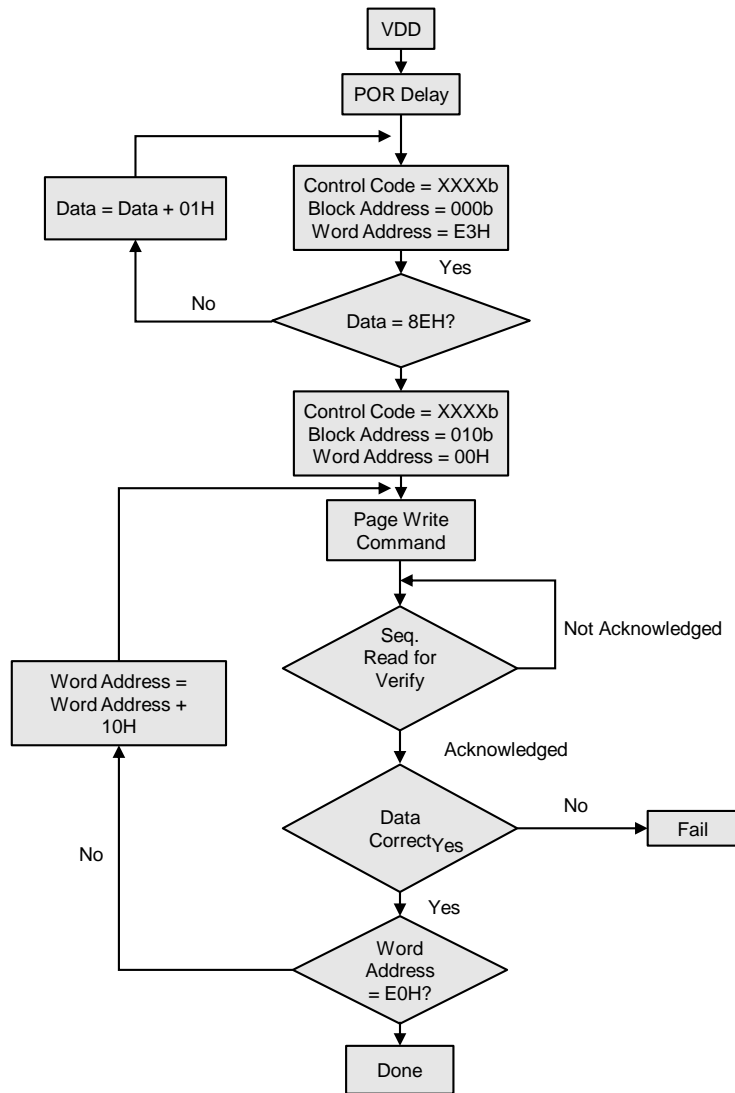 VDD
POR Delay
Data = Data + 01H
Control Code = XXXXb
Block Address = 000b
Word Address = E3H
Yes
No
Data = 8EH?
Control Code = XXXXb
Block Address = 010b
Word Address = 00H
Page Write
Command
Seq.
Read for
Verify
Not Acknowledged
Word Address =
Word Address +
10H
Acknowledged
Data
Correct Yes
No
Fail
No
Yes
Word
Address
= E0H?
Done